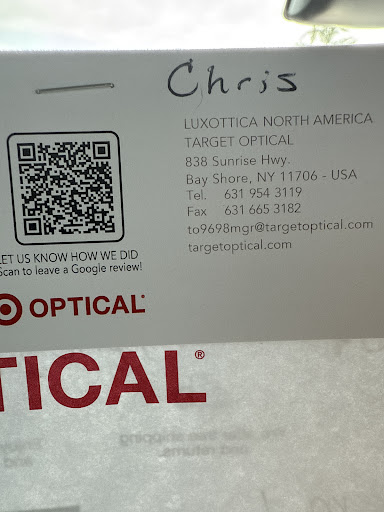 Chris
LUXOTTICA NORTH AMERICA
TARGET OPTICAL
838 Sunrise Hwy.
Bay Shore, NY 11706 - USA
Tel. 631 954 3119
Fax 631 665 3182
to9698mgr@targetoptical.com
targetoptical.com
LET US KNOW HOW WE DID
Scan to leave a Google review!
OPTICAL
TICAL®